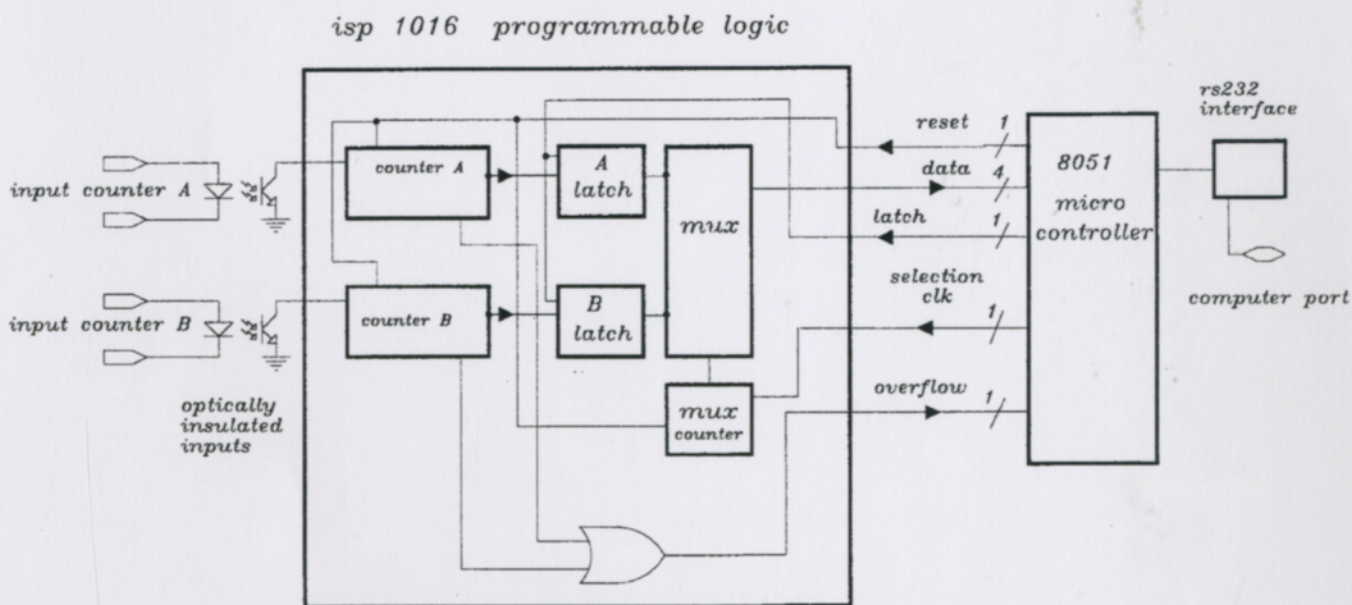 isp 1016 programmable logic
input counter A
input counter B
optically
insulated
inputs
counter A
counter B
A
latch
B
latch
mux
mux
counter
reset 1
data 4
latch 1
selection
clk
1
overflow 1
8051
micro
controller
rs232
interface
computer port